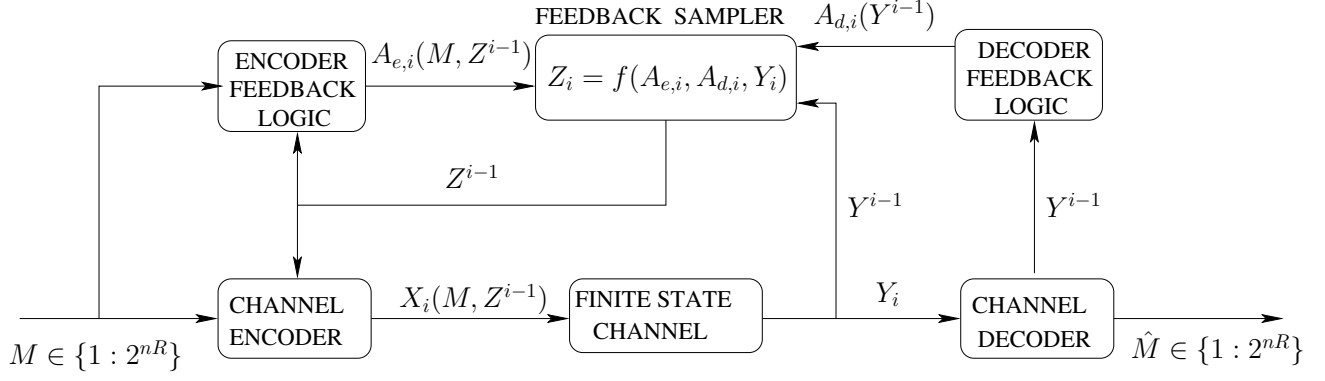 FEEDBACK SAMPLER
A_{d,i}(Y^{i-1})
ENCODER
FEEDBACK
LOGIC
A_{e,i}(M, Z^{i-1})
Z_i = f(A_{e,i}, A_{d,i}, Y_i)
DECODER
FEEDBACK
LOGIC
Z^{i-1}
Y^{i-1}
Y^{i-1}
CHANNEL
ENCODER
X_i(M, Z^{i-1})
FINITE STATE
CHANNEL
Y_i
CHANNEL
DECODER
M ∈ {1 : 2^{nR}}
M̂ ∈ {1 : 2^{nR}}